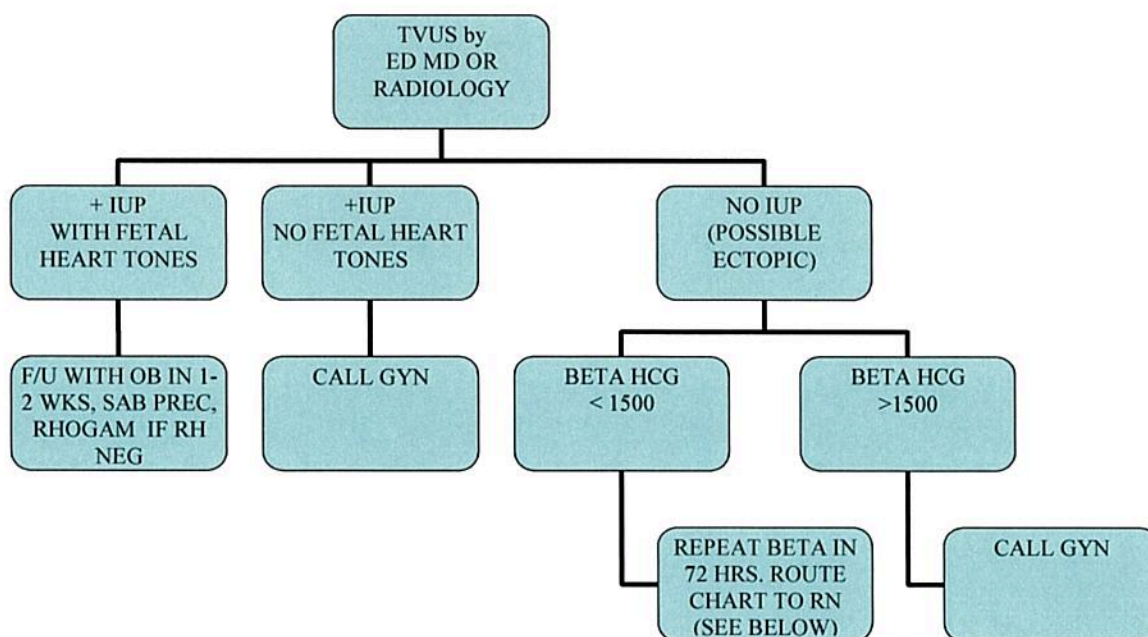 TVUS by
ED MD OR
RADIOLOGY
+ IUP
WITH FETAL
HEART TONES
+IUP
NO FETAL HEART
TONES
NO IUP
(POSSIBLE
ECTOPIC)
F/U WITH OB IN 1-
2 WKS, SAB PREC,
RHOGAM IF RH
NEG
CALL GYN
BETA HCG
< 1500
BETA HCG
>1500
REPEAT BETA IN
72 HRS. ROUTE
CHART TO RN
(SEE BELOW)
CALL GYN